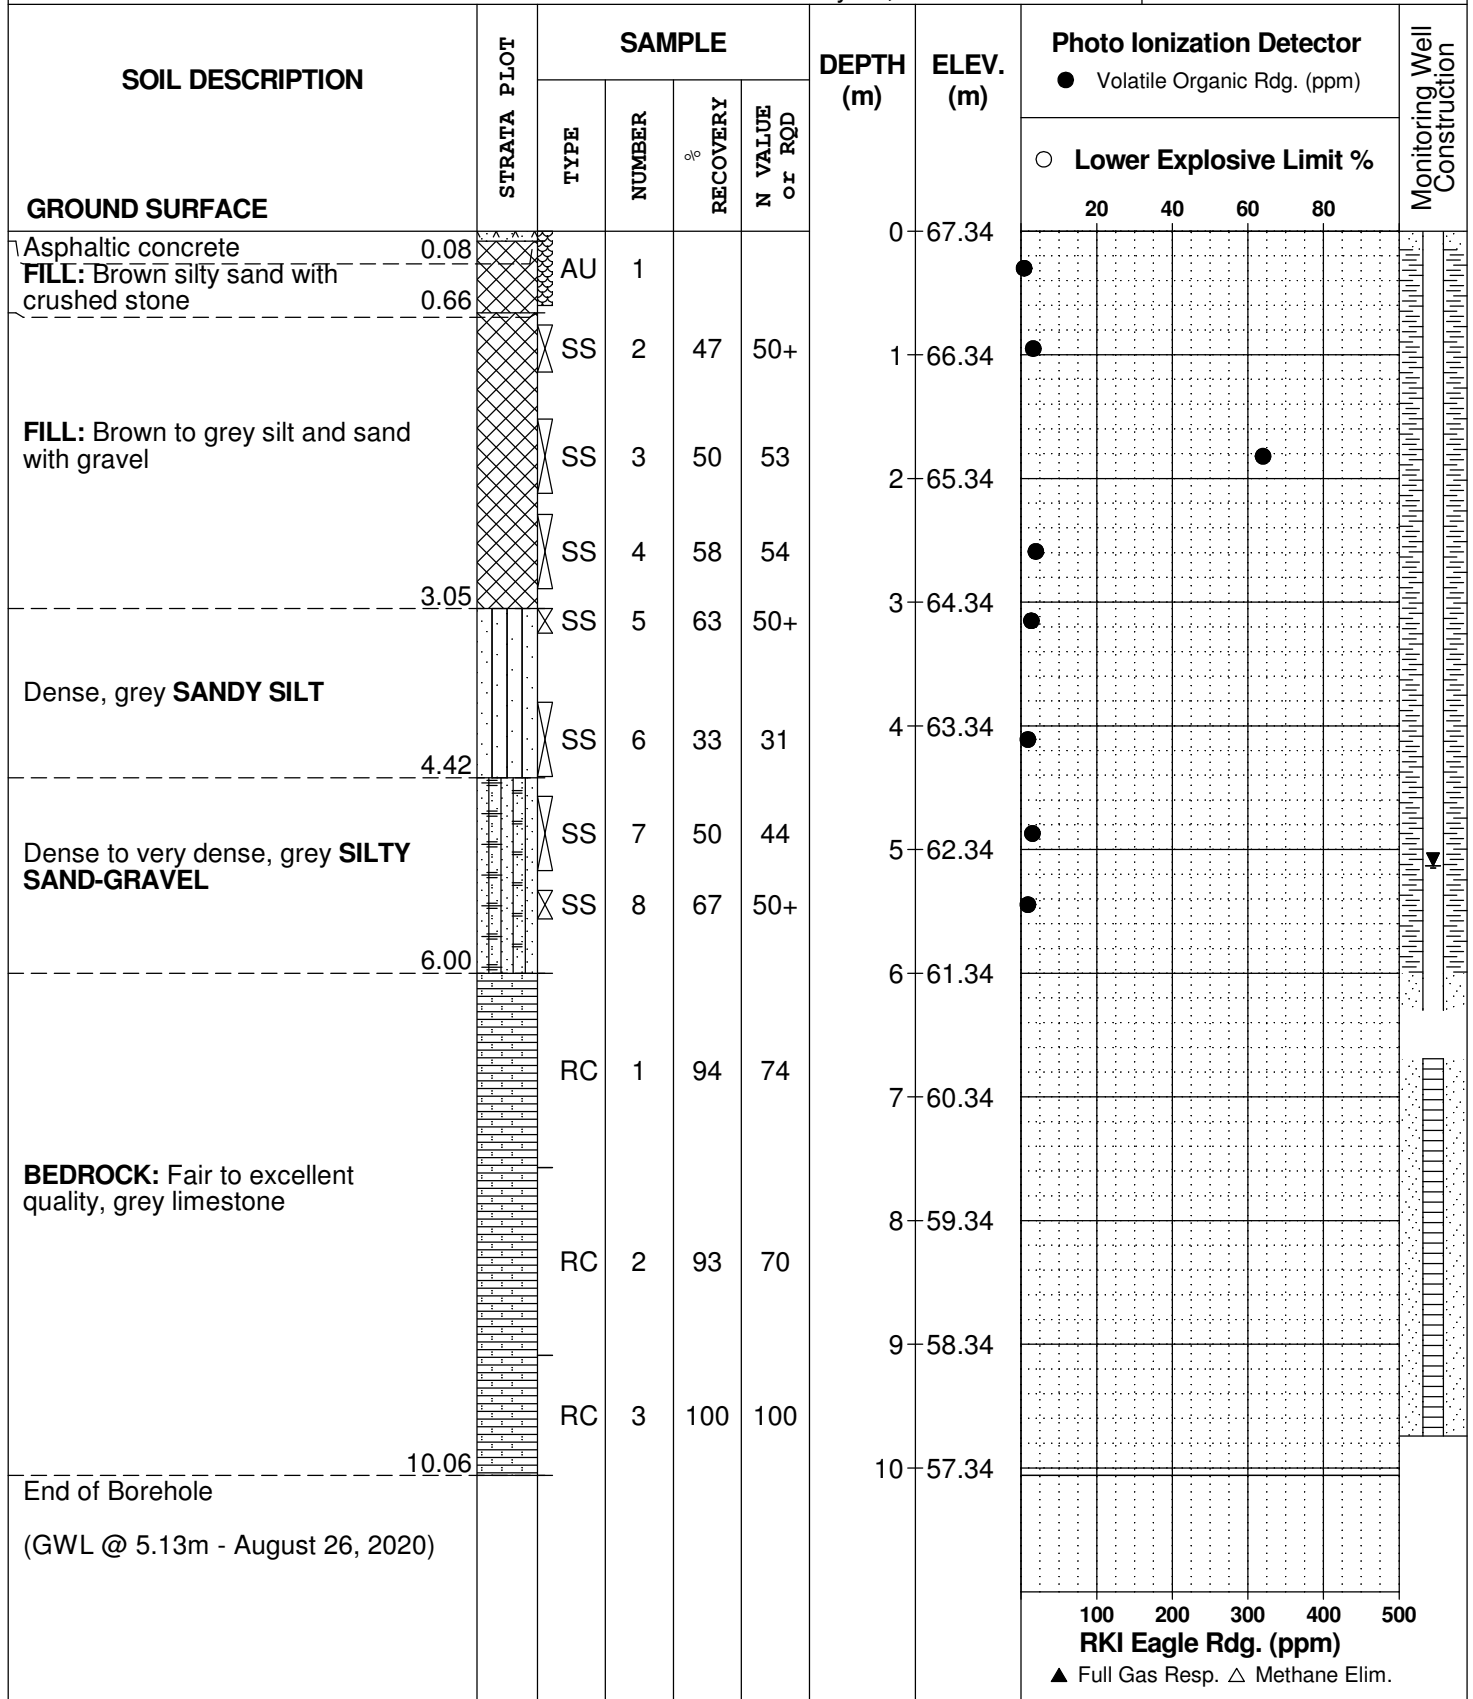 SOIL DESCRIPTION
GROUND SURFACE
STRATA PLOT
SAMPLE
TYPE
NUMBER
% RECOVERY
N VALUE
or RQD
DEPTH
(m)
ELEV.
(m)
Photo Ionization Detector
● Volatile Organic Rdg. (ppm)
○ Lower Explosive Limit %
20 40 60 80
Monitoring Well
Construction
0 67.34
Asphaltic concrete 0.08
FILL: Brown silty sand with
crushed stone 0.66
AU 1
SS 2 47 50+
1 66.34
FILL: Brown to grey silt and sand
with gravel
SS 3 50 53
2 65.34
SS 4 58 54
3.05
3 64.34
SS 5 63 50+
Dense, grey SANDY SILT
SS 6 33 31
4 63.34
4.42
SS 7 50 44
5 62.34
Dense to very dense, grey SILTY
SAND-GRAVEL
SS 8 67 50+
6.00
6 61.34
RC 1 94 74
7 60.34
BEDROCK: Fair to excellent
quality, grey limestone
8 59.34
RC 2 93 70
9 58.34
RC 3 100 100
10.06
10 57.34
End of Borehole
(GWL @ 5.13m - August 26, 2020)
100 200 300 400 500
RKI Eagle Rdg. (ppm)
▲ Full Gas Resp. △ Methane Elim.